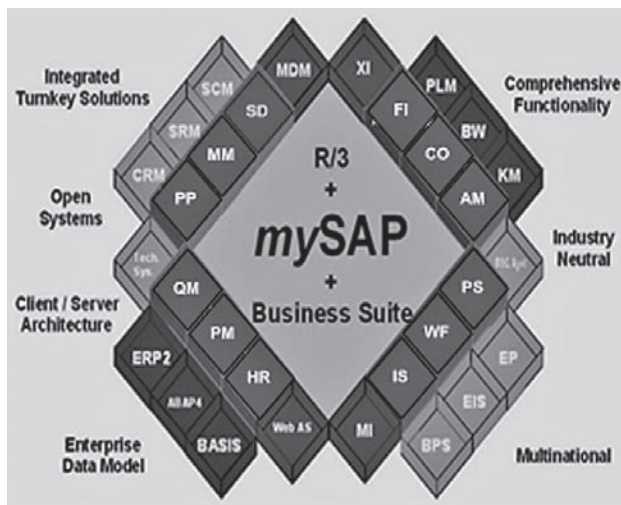 Integrated
Turnkey Solutions
Open
Systems
Client / Server
Architecture
Enterprise
Data Model
Comprehensive
Functionality
Industry
Neutral
Multinational
SCM
SRM
CRM
Tech.
Sys.
MDM
SD
MM
PP
XI
FI
CO
AM
PLM
BW
KM
R/3
+
mySAP
+
Business Suite
QM
PM
HR
Web AS
ERP2
ABAP4
BASIS
PS
WF
IS
MI
EP
EIS
BPS